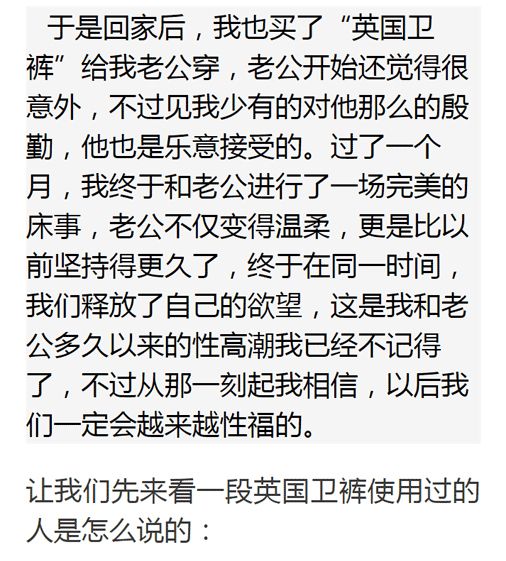 于是回家后，我也买了“英国卫
裤”给我老公穿，老公开始还觉得很
意外，不过见我少有的对他那么的殷
勤，他也是乐意接受的。过了一个
月，我终于和老公进行了一场完美的
床事，老公不仅变得温柔，更是比以
前坚持得更久了，终于在同一时间，
我们释放了自己的欲望，这是我和老
公多久以来的性高潮我已经不记得
了，不过从那一刻起我相信，以后我
们一定会越来越性福的。
让我们先来看一段英国卫裤使用过的
人是怎么说的：